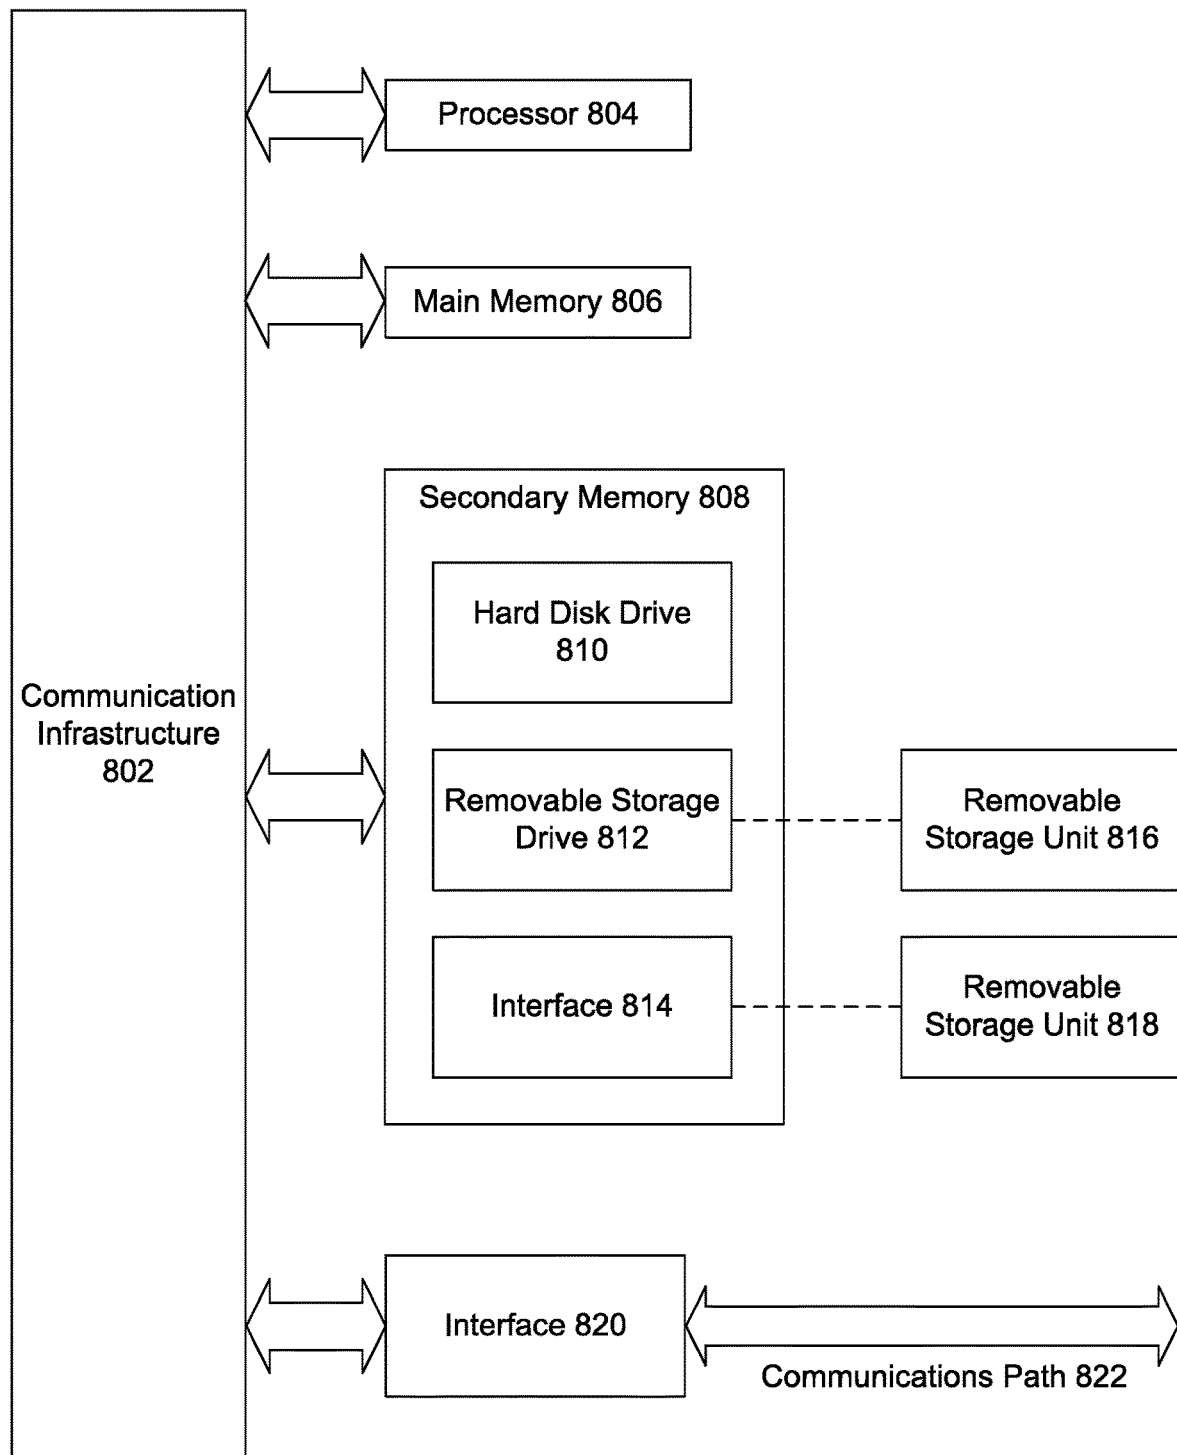 Processor 804
Main Memory 806
Secondary Memory 808
Hard Disk Drive
810
Communication
Infrastructure
802
Removable Storage
Drive 812
Removable
Storage Unit 816
Interface 814
Removable
Storage Unit 818
Interface 820
Communications Path 822